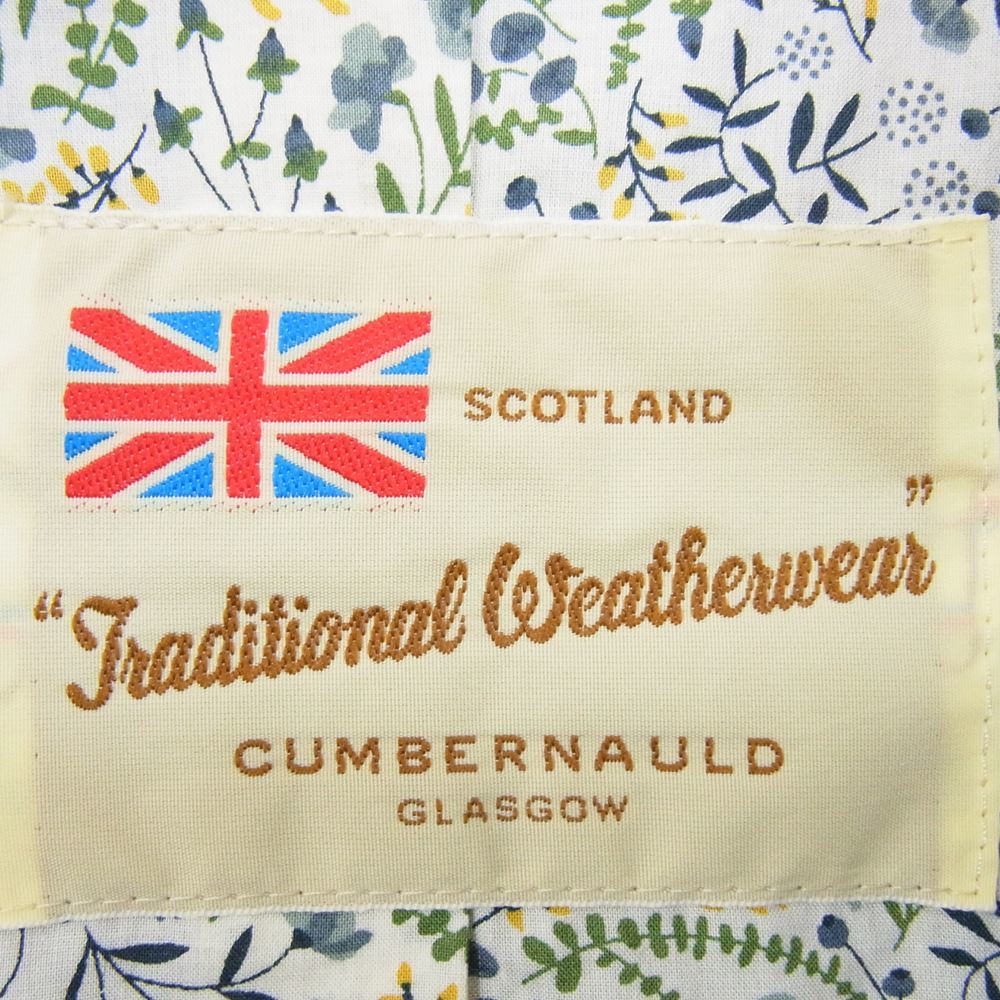 SCOTLAND
“Traditional Weatherwear”
CUMBERNAULD
GLASGOW